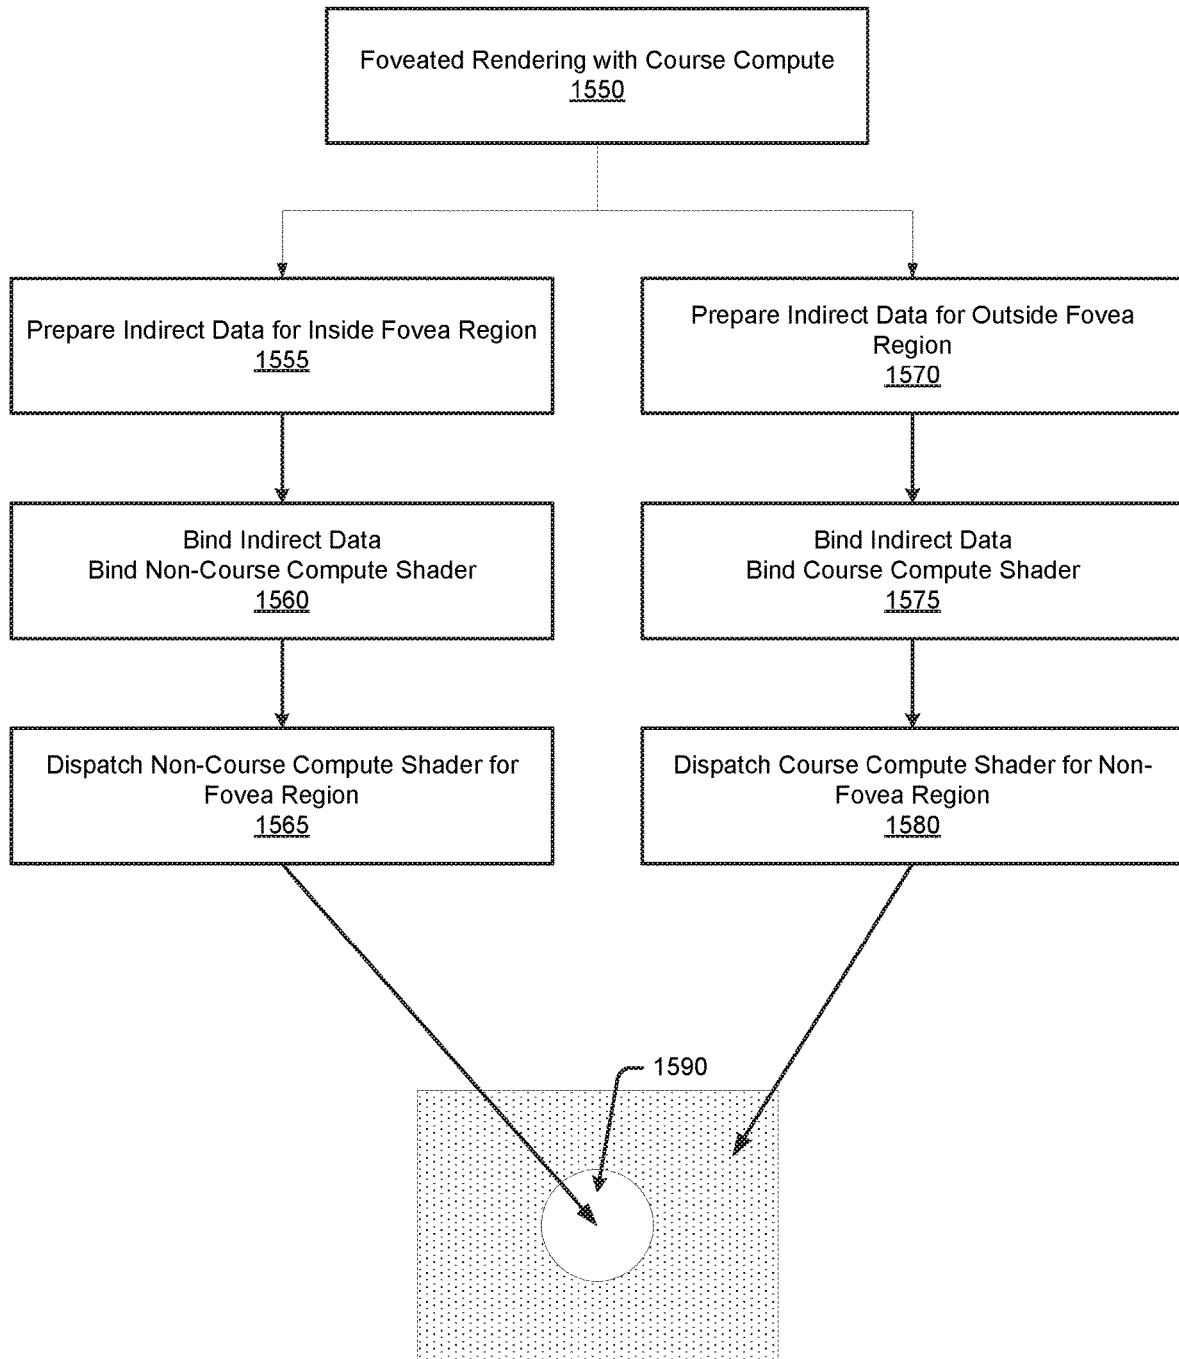 Foveated Rendering with Course Compute
1550
Prepare Indirect Data for Inside Fovea Region
1555
Prepare Indirect Data for Outside Fovea
Region
1570
Bind Indirect Data
Bind Non-Course Compute Shader
1560
Bind Indirect Data
Bind Course Compute Shader
1575
Dispatch Non-Course Compute Shader for
Fovea Region
1565
Dispatch Course Compute Shader for Non-
Fovea Region
1580
1590